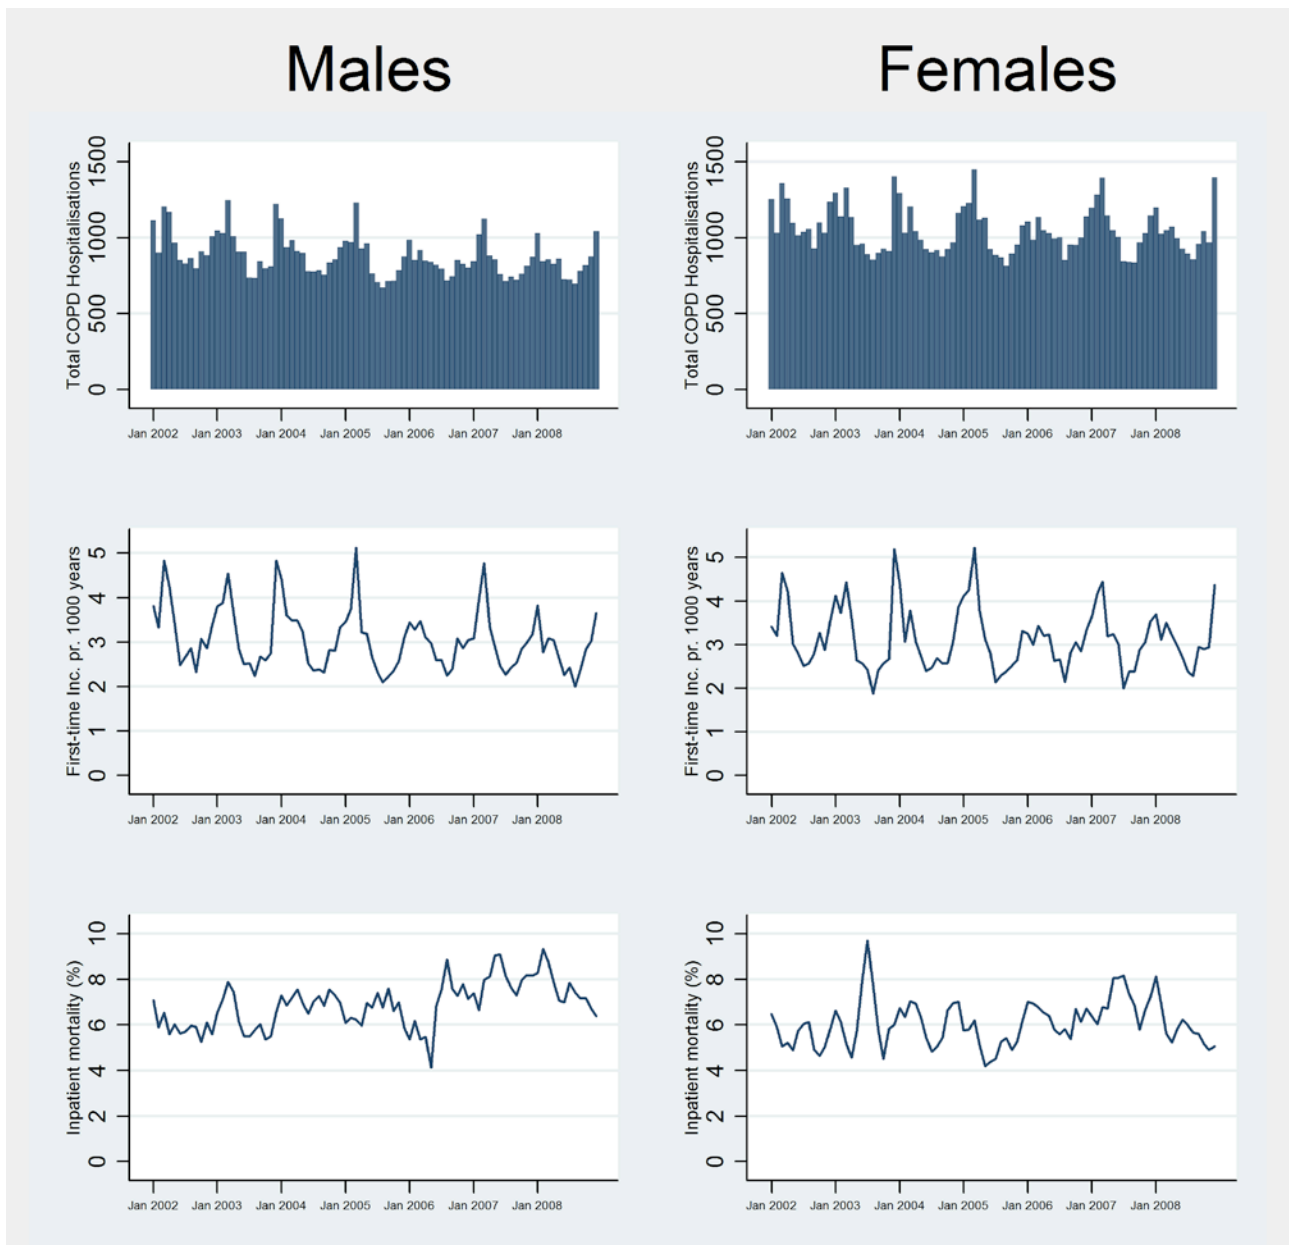 Males
Females
Total COPD Hospitalisations
0 500 1000 1500
Jan 2002 Jan 2003 Jan 2004 Jan 2005 Jan 2006 Jan 2007 Jan 2008
Total COPD Hospitalisations
0 500 1000 1500
Jan 2002 Jan 2003 Jan 2004 Jan 2005 Jan 2006 Jan 2007 Jan 2008
First-time Inc. pr. 1000 years
0 1 2 3 4 5
Jan 2002 Jan 2003 Jan 2004 Jan 2005 Jan 2006 Jan 2007 Jan 2008
First-time Inc. pr. 1000 years
0 1 2 3 4 5
Jan 2002 Jan 2003 Jan 2004 Jan 2005 Jan 2006 Jan 2007 Jan 2008
Inpatient mortality (%)
0 2 4 6 8 10
Jan 2002 Jan 2003 Jan 2004 Jan 2005 Jan 2006 Jan 2007 Jan 2008
Inpatient mortality (%)
0 2 4 6 8 10
Jan 2002 Jan 2003 Jan 2004 Jan 2005 Jan 2006 Jan 2007 Jan 2008